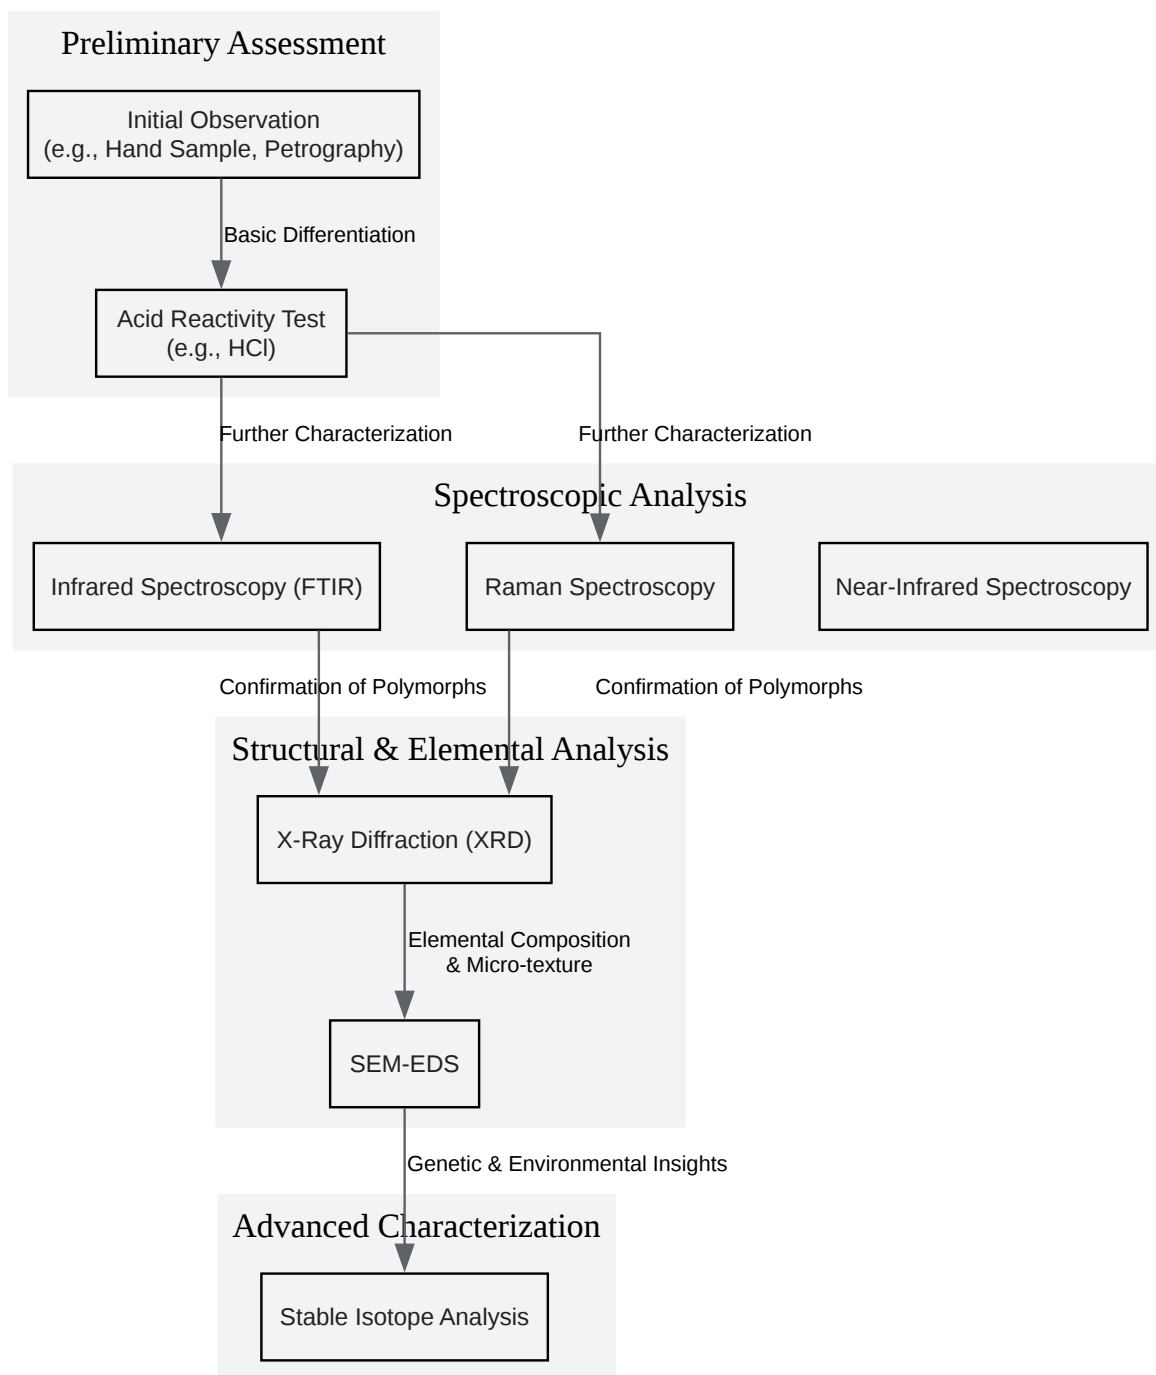 Preliminary Assessment
Initial Observation
(e.g., Hand Sample, Petrography)
Basic Differentiation
Acid Reactivity Test
(e.g., HCl)
Further Characterization
Further Characterization
Spectroscopic Analysis
Infrared Spectroscopy (FTIR)
Raman Spectroscopy
Near-Infrared Spectroscopy
Confirmation of Polymorphs
Confirmation of Polymorphs
Structural & Elemental Analysis
X-Ray Diffraction (XRD)
Elemental Composition
& Micro-texture
SEM-EDS
Genetic & Environmental Insights
Advanced Characterization
Stable Isotope Analysis